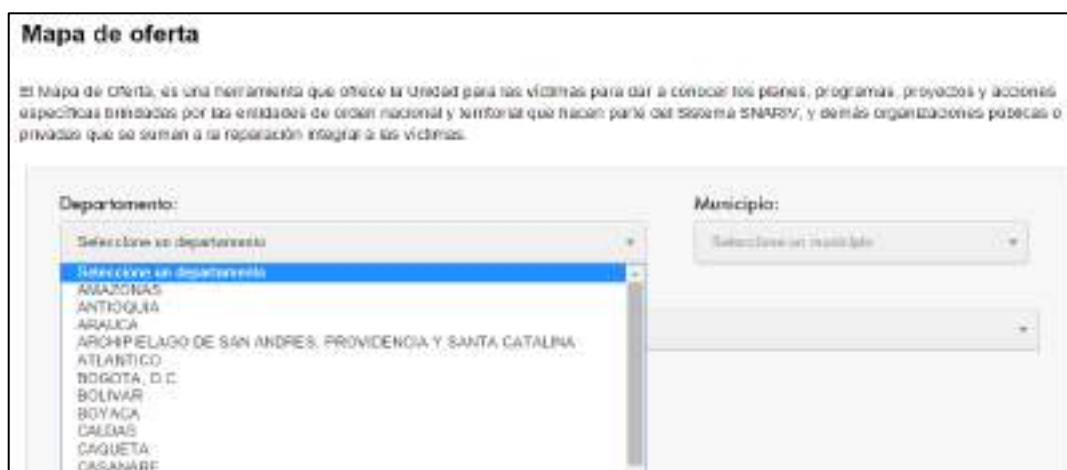 Mapa de oferta
El Mapa de Oferta, es una herramienta que ofrece la Unidad para las víctimas para dar a conocer los planes, programas, proyectos y acciones
específicas brindadas por las entidades de orden nacional y territorial que hacen parte del Sistema SNARIV, y demás organizaciones públicas o
privadas que se suman a la reparación integral a las víctimas.
Departamento:
Municipio:
Seleccione un departamento
Seleccione un municipio
Seleccione un departamento
AMAZONAS
ANTIOQUIA
ARAUCA
ARCHIPIELAGO DE SAN ANDRES, PROVIDENCIA Y SANTA CATALINA
ATLANTICO
BOGOTA, D.C.
BOLIVAR
BOYACA
CALDAS
CAQUETA
CASANARE